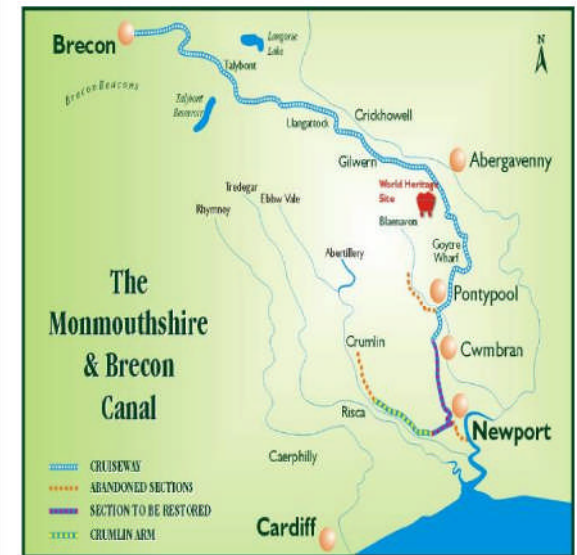 Brecon
N
Llangorse
Lake
Talybont
Brecon Beacons
Talybont
Reservoir
Crickhowell
Llangattock
Gilwern
Abergavenny
Tredegar
Ebbw Vale
World Heritage
Site
Rhymney
Blaenavon
Goytre
Wharf
Abertillery
The
Monmouthshire
& Brecon
Canal
Pontypool
Crumlin
Cwmbran
Risca
Newport
Caerphilly
CRUISEWAY
ABANDONED SECTIONS
SECTION TO BE RESTORED
CRUMLIN ARM
Cardiff